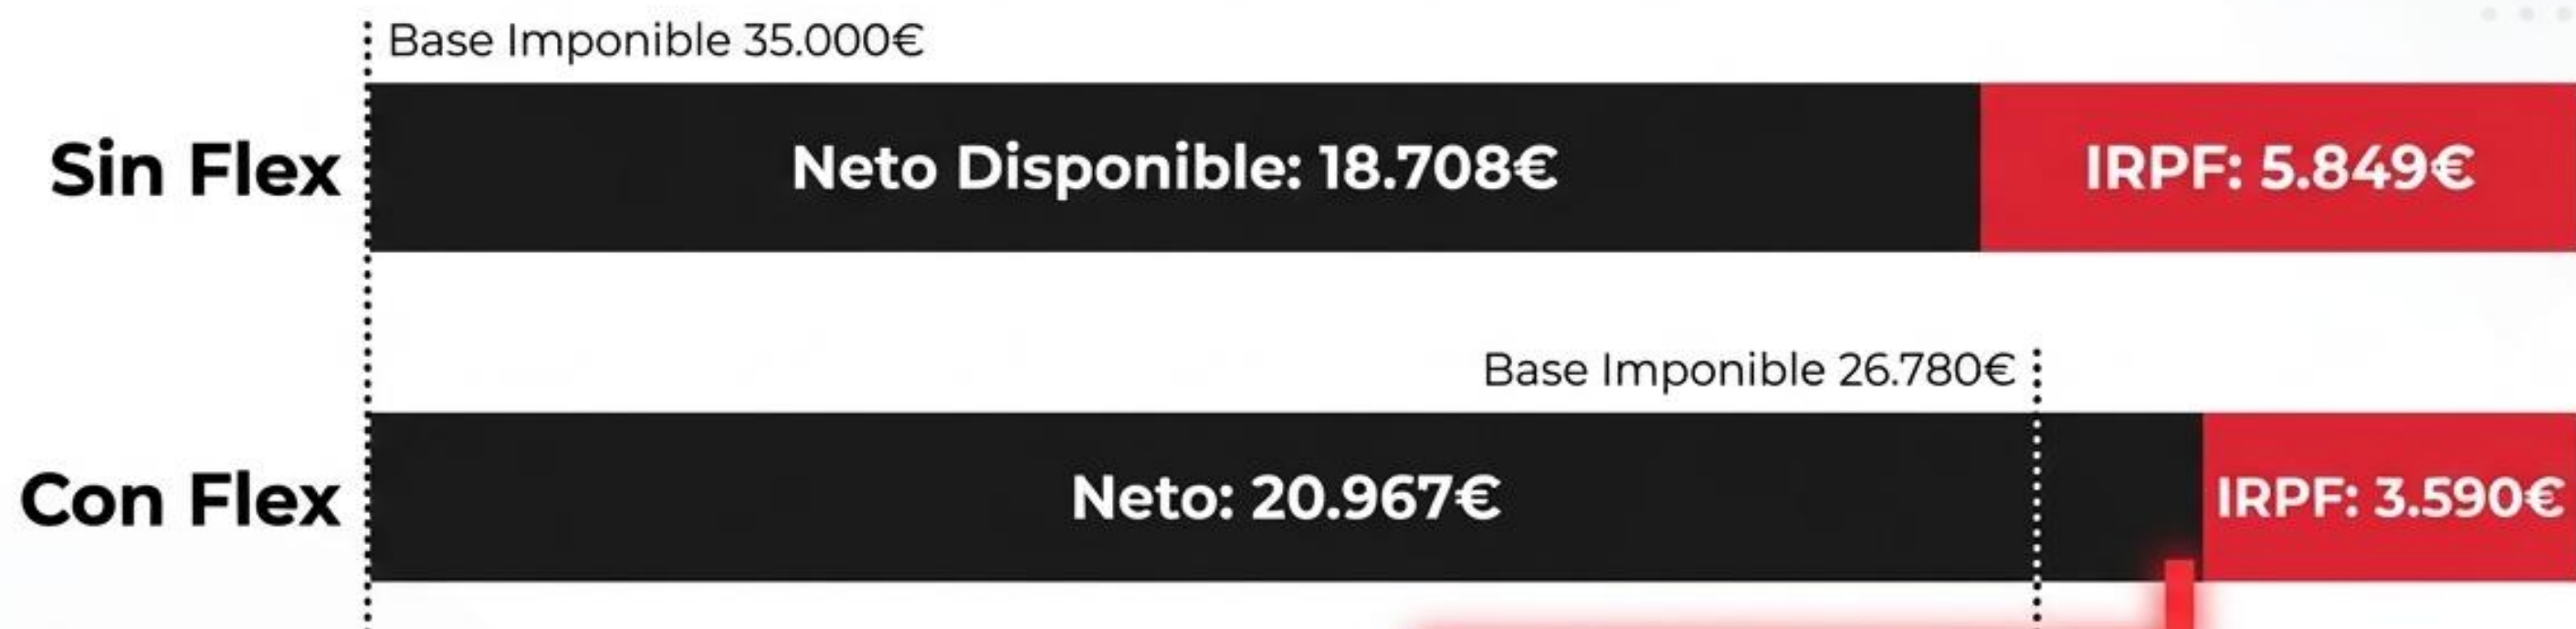 Base Imponible 35.000€
Sin Flex
Neto Disponible: 18.708€
IRPF: 5.849€
Base Imponible 26.780€
Con Flex
Neto: 20.967€
IRPF: 3.590€